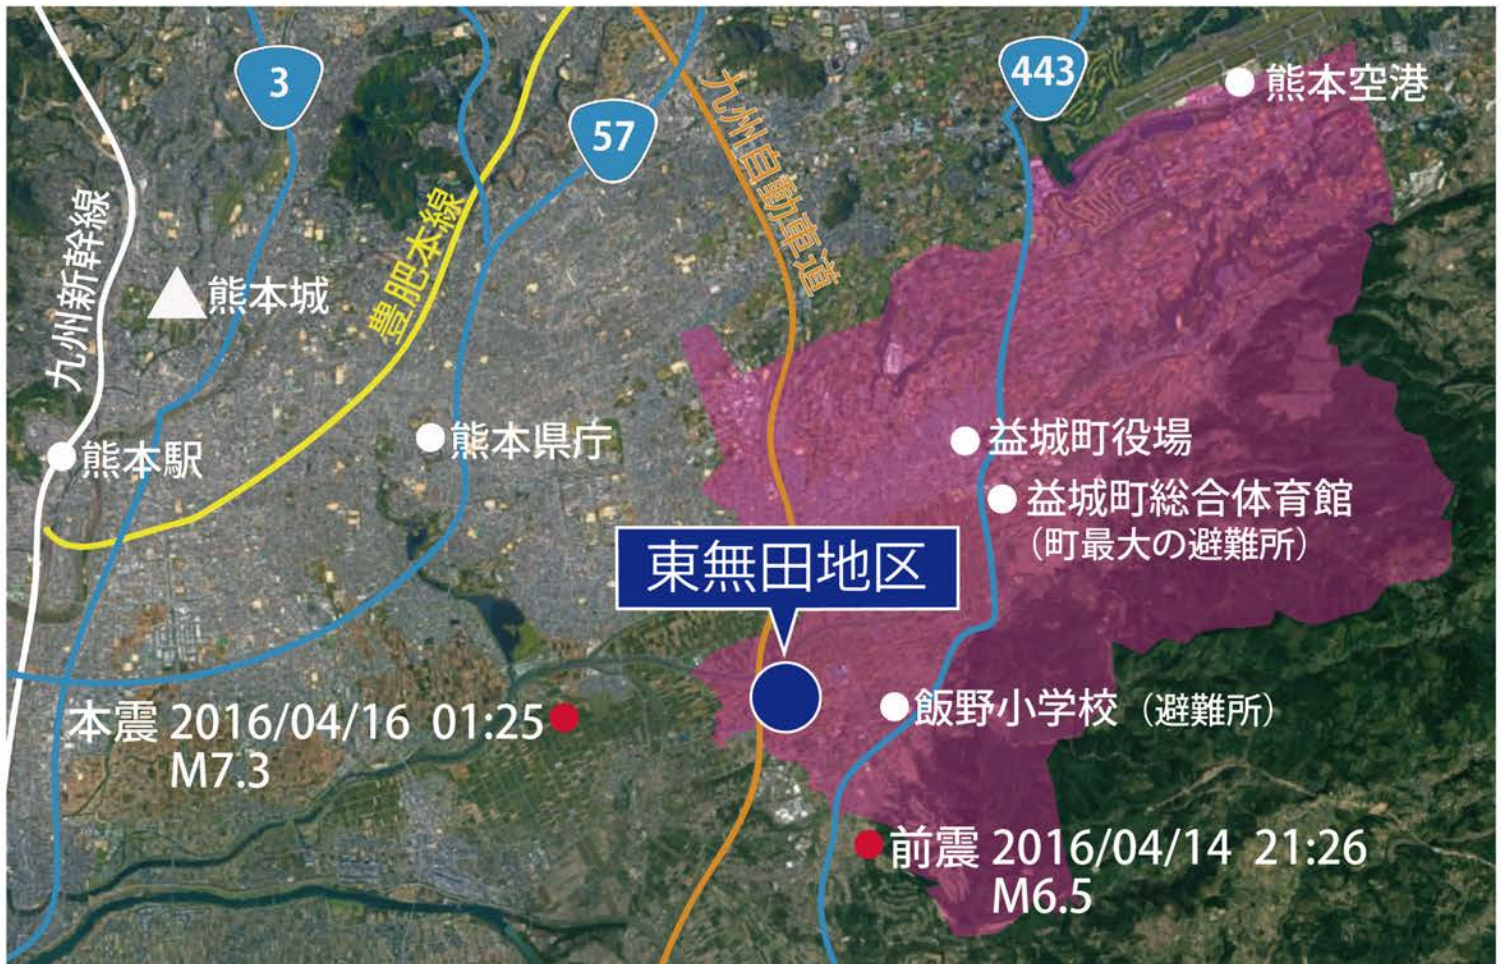 3
443
熊本空港
57
九州自動車道
九州新幹線
豊肥本線
熊本城
熊本駅
熊本県庁
益城町役場
益城町総合体育館
（町最大の避難所）
東無田地区
飯野小学校（避難所）
本震 2016/04/16 01:25
M7.3
前震 2016/04/14 21:26
M6.5